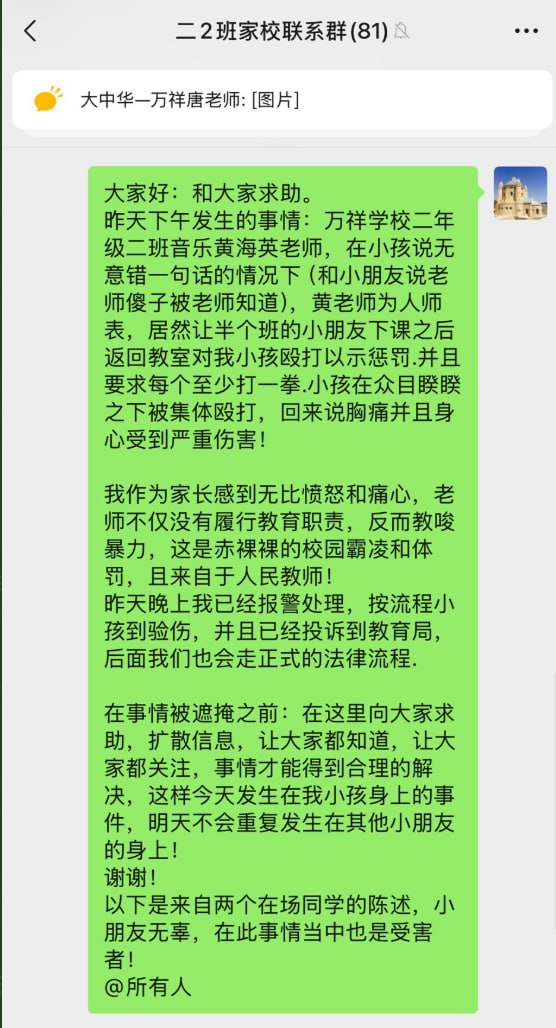 二2班家校联系群(81)
大中华—万祥唐老师: [图片]
大家好：和大家求助。
昨天下午发生的事情：万祥学校二年
级二班音乐黄海英老师，在小孩说无
意错一句话的情况下（和小朋友说老
师傻子被老师知道），黄老师为人师
表，居然让半个班的小朋友下课之后
返回教室对我小孩殴打以示惩罚.并且
要求每个至少打一拳.小孩在众目睽睽
之下被集体殴打，回来说胸痛并且身
心受到严重伤害！
我作为家长感到无比愤怒和痛心，老
师不仅没有履行教育职责，反而教唆
暴力，这是赤裸裸的校园霸凌和体
罚，且来自于人民教师！
昨天晚上我已经报警处理，按流程小
孩到验伤，并且已经投诉到教育局，
后面我们也会走正式的法律流程.
在事情被遮掩之前：在这里向大家求
助，扩散信息，让大家都知道，让大
家都关注，事情才能得到合理的解
决，这样今天发生在我小孩身上的事
件，明天不会重复发生在其他小朋友
的身上！
谢谢！
以下是来自两个在场同学的陈述，小
朋友无辜，在此事情当中也是受害
者！
@所有人